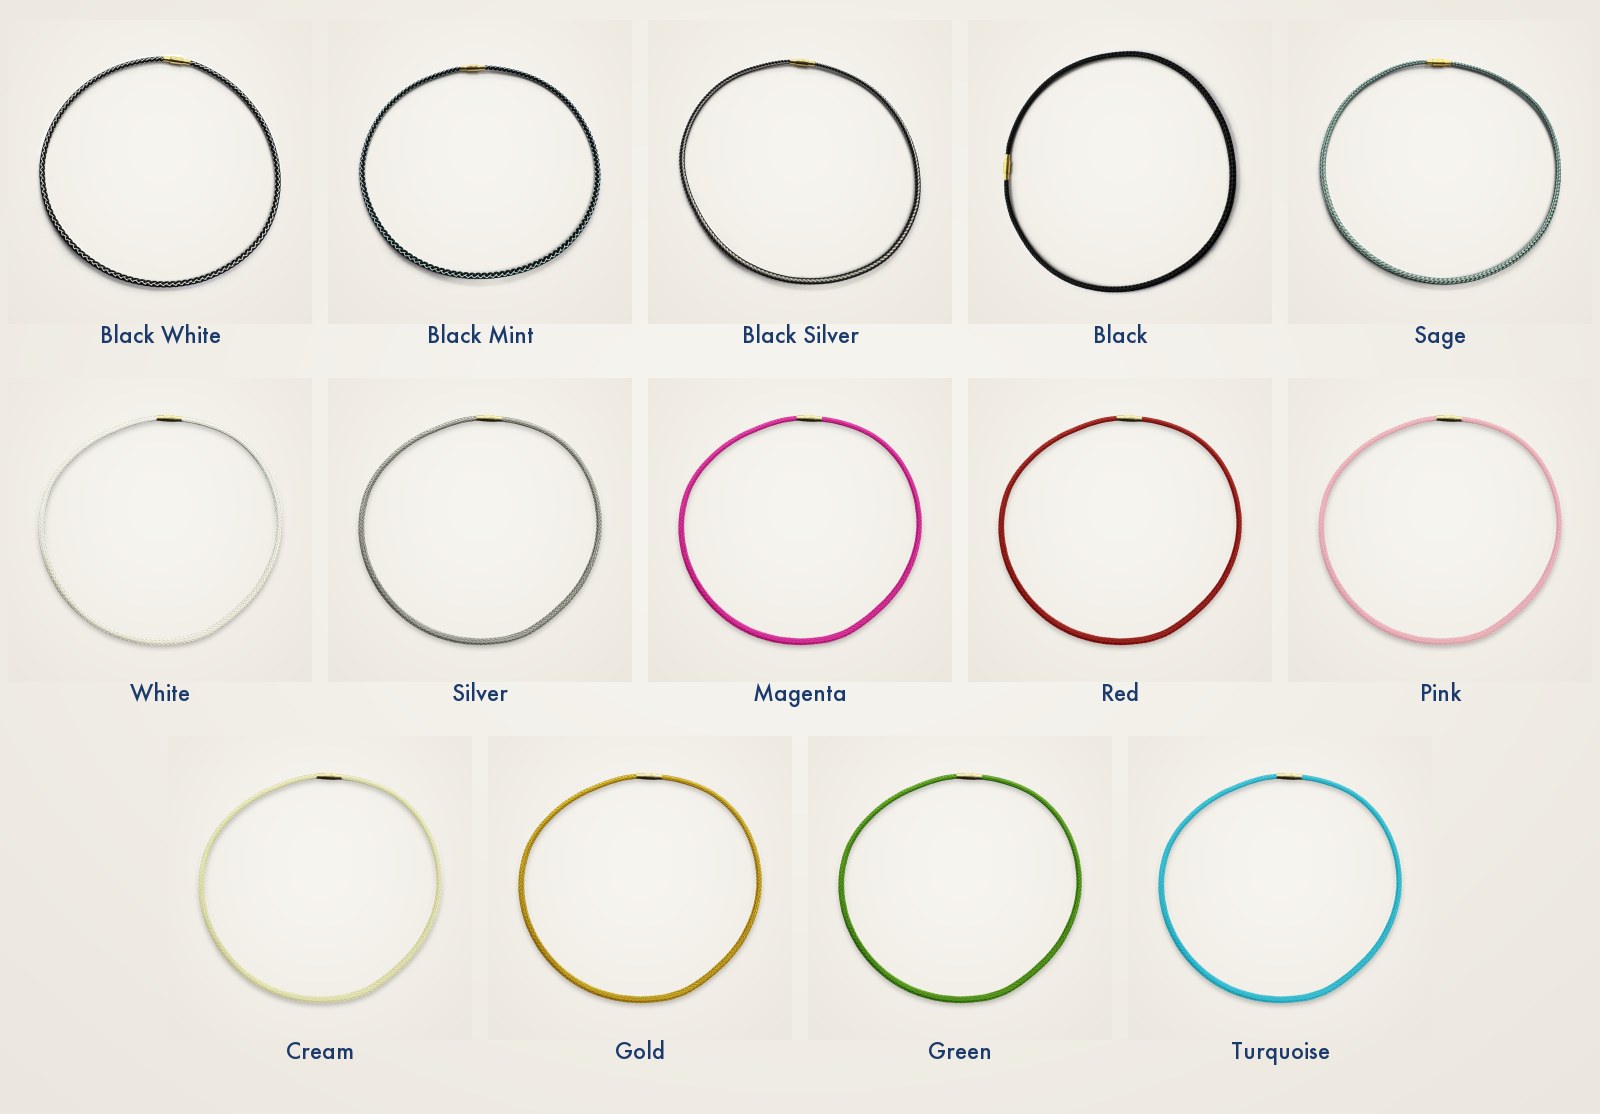 Black White
Black Mint
Black Silver
Black
Sage
White
Silver
Magenta
Red
Pink
Cream
Gold
Green
Turquoise